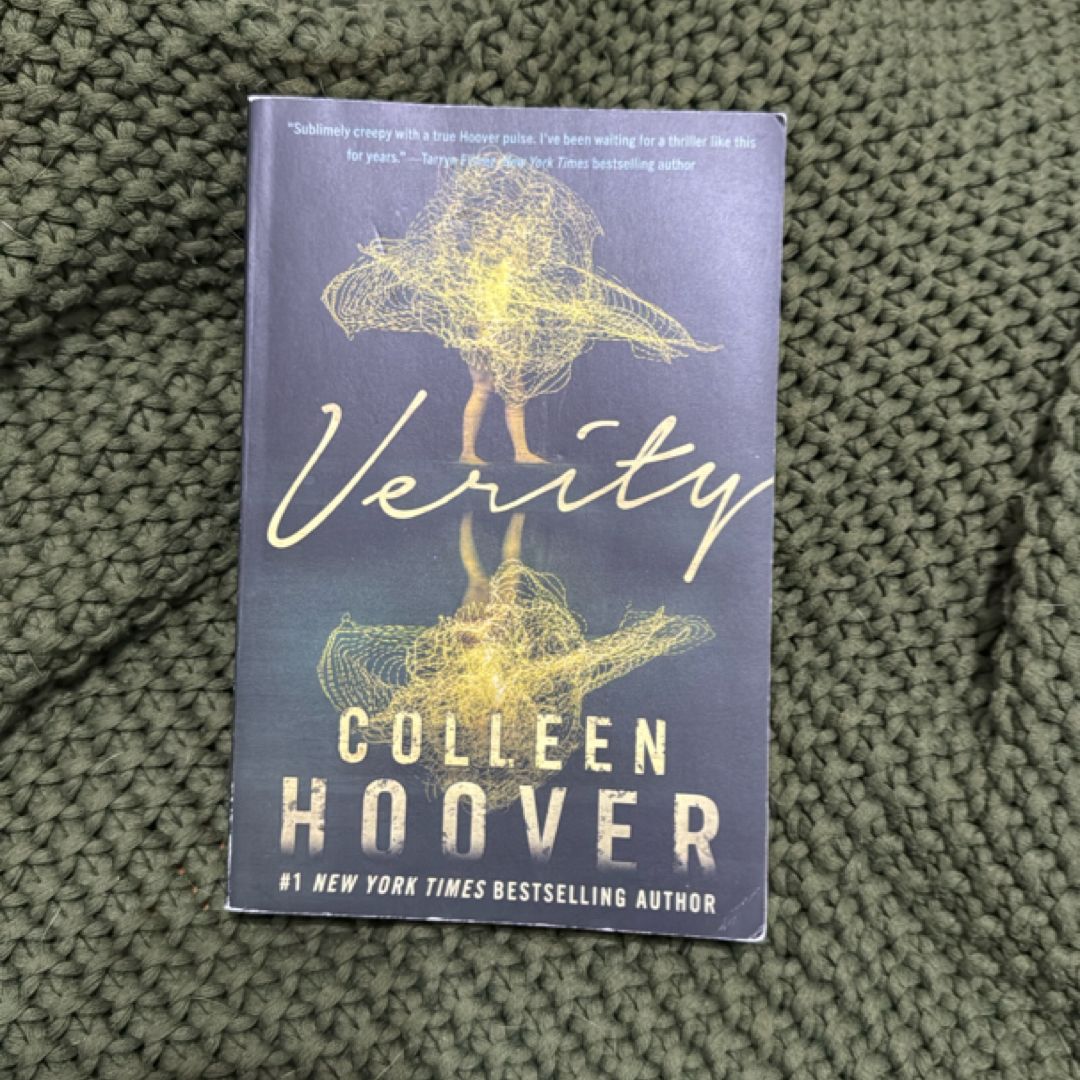 “Sublimely creepy with a true Hoover pulse. I've been waiting for a thriller like this
for years.” —Tarryn Fisher, New York Times bestselling author
Verity
COLLEEN
HOOVER
#1 NEW YORK TIMES BESTSELLING AUTHOR